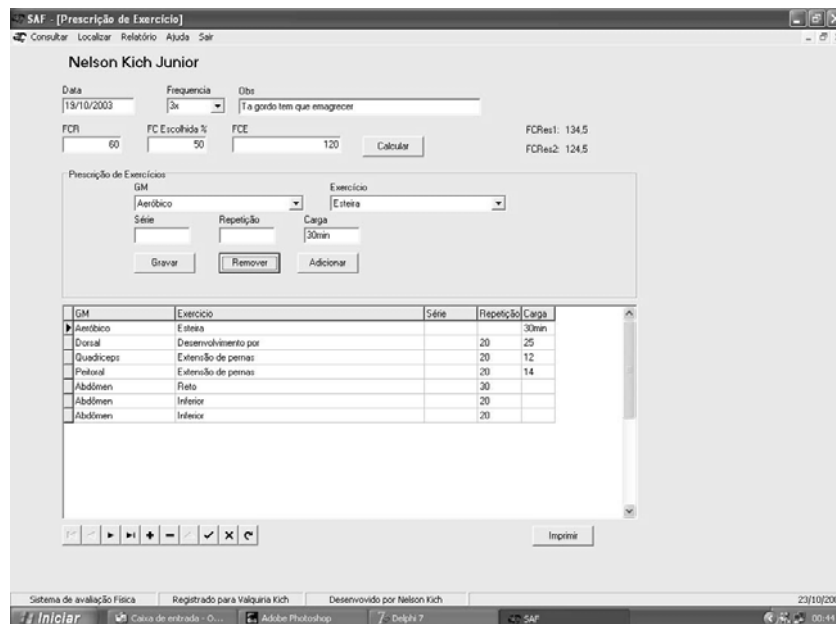 SAF - [Prescrição de Exercício]
Consultar Localizar Relatório Ajuda Sair
Nelson Kich Junior
Data Frequencia Obs
19/10/2003 3x Ta gordo tem que emagrecer
FCR FC Escolhida % FCE
60 50 120 Calcular
FCRes1: 134,5
FCRes2: 124,5
Prescrição de Exercícios
GM Exercício
Aeróbico Esteira
Série Repetição Carga
30min
Gravar Remover Adicionar
GM Exercicio Série Repetição Carga
Aeróbico Esteira 30min
Dorsal Desenvolvimento por 20 25
Quadriceps Extensão de pernas 20 12
Peitoral Extensão de pernas 20 14
Abdômen Reto 30
Abdômen Inferior 20
Abdômen Inferior 20
Imprimir
Sistema de avaliação Física Registrado para Valquiria Kich Desenvovido por Nelson Kich 23/10/200
Iniciar Caixa de entrada - O... Adobe Photoshop Delphi 7 SAF 00:44